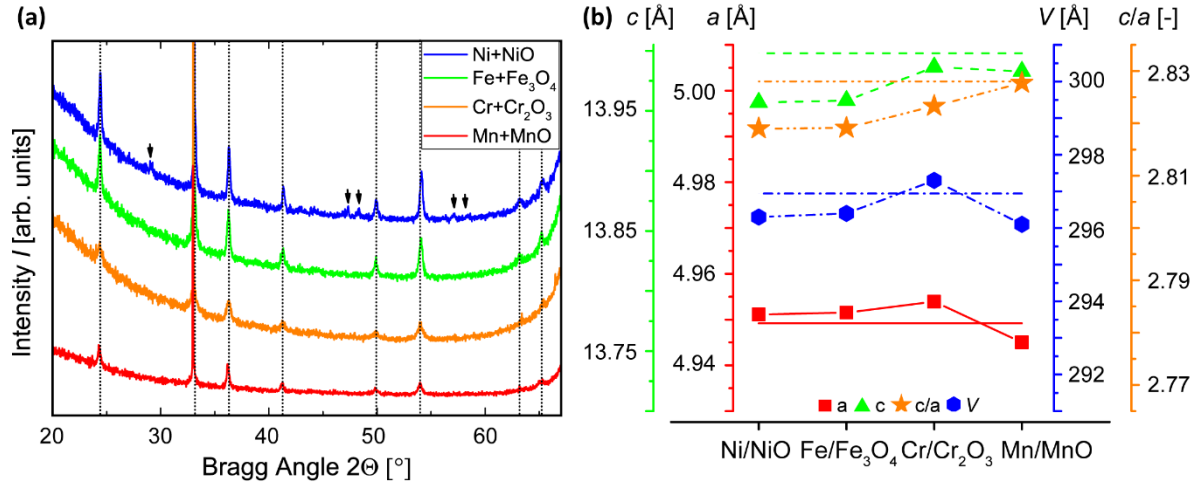 (a)
Intensity I [arb. units]
Ni+NiO
Fe+Fe₃O₄
Cr+Cr₂O₃
Mn+MnO
20 30 40 50 60
Bragg Angle 2Θ [°]
(b)
c [Å] a [Å] V [Å] c/a [-]
13.95
13.85
13.75
5.00
4.98
4.96
4.94
300
298
296
294
292
2.83
2.81
2.79
2.77
a c c/a V
Ni/NiO Fe/Fe₃O₄ Cr/Cr₂O₃ Mn/MnO